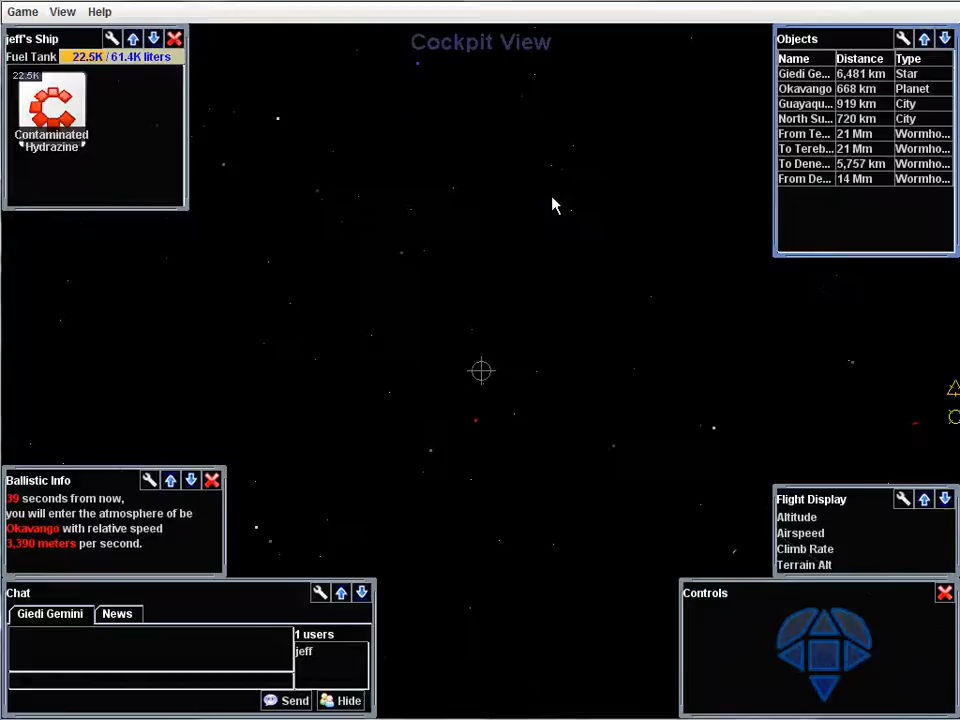 Game View Help
Cockpit View
jeff's Ship
Fuel Tank 22.5K / 61.4K liters
22.5K
Contaminated
Hydrazine
Objects
Name Distance Type
Giedi Ge... 6,481 km Star
Okavango 668 km Planet
Guayaqu... 919 km City
North Su... 720 km City
From Te... 21 Mm Wormho...
To Tereb... 21 Mm Wormho...
To Dene... 5,757 km Wormho...
From De... 14 Mm Wormho...
Ballistic Info
39 seconds from now,
you will enter the atmosphere of be
Okavango with relative speed
3,390 meters per second.
Flight Display
Altitude
Airspeed
Climb Rate
Terrain Alt
Chat
Giedi Gemini News
1 users
jeff
Send Hide
Controls